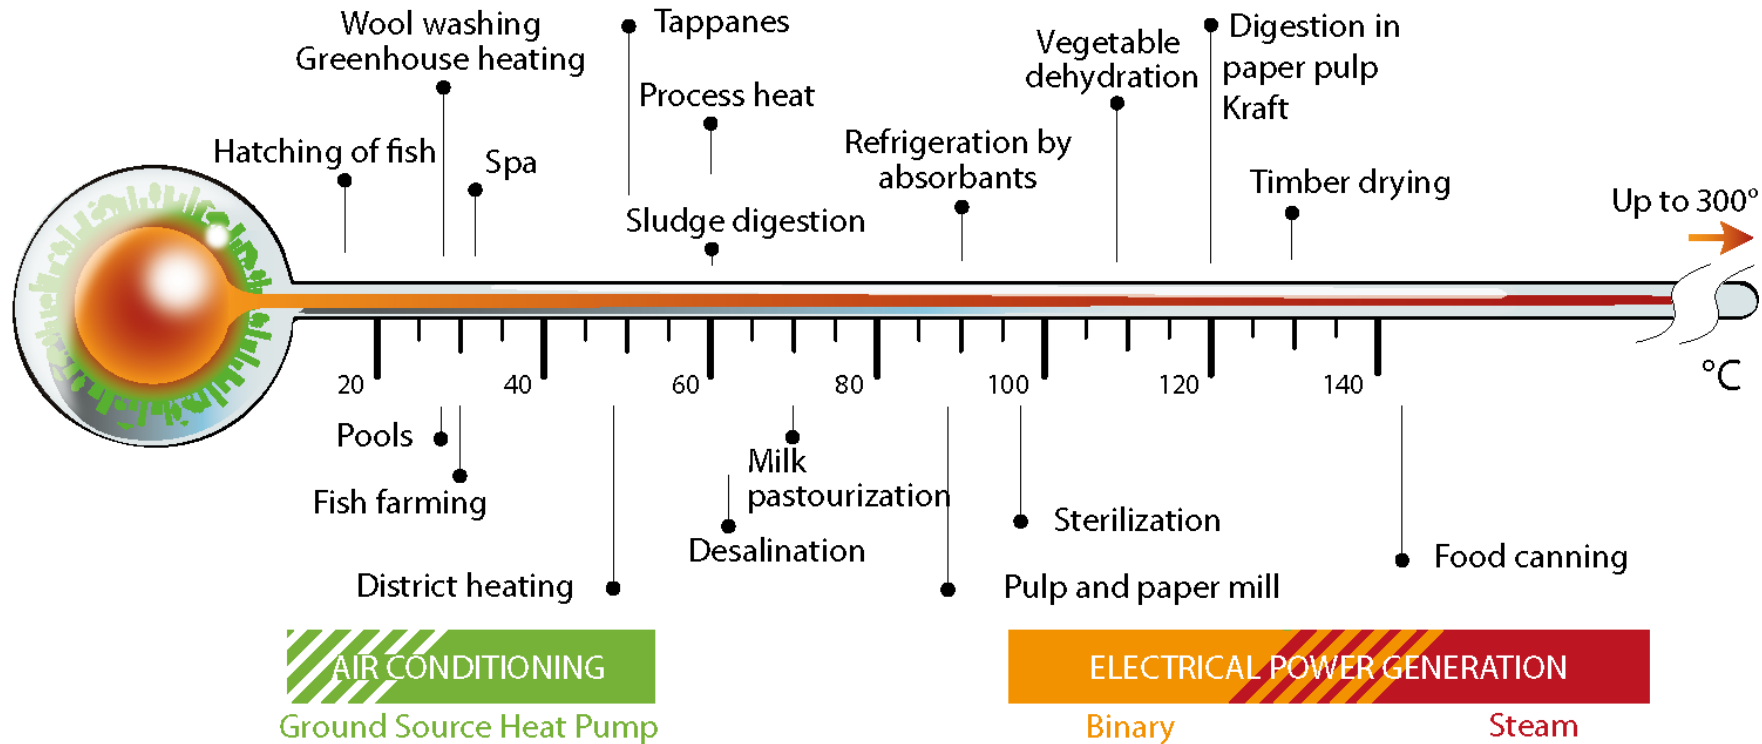 Wool washing
Greenhouse heating
Tappanes
Process heat
Vegetable
dehydration
Digestion in
paper pulp
Kraft
Hatching of fish
Spa
Refrigeration by
absorbants
Timber drying
Sludge digestion
Up to 300°
20
40
60
80
100
120
140
°C
Pools
Fish farming
District heating
Milk
pastourization
Desalination
Sterilization
Pulp and paper mill
Food canning
AIR CONDITIONING
Ground Source Heat Pump
ELECTRICAL POWER GENERATION
Binary
Steam